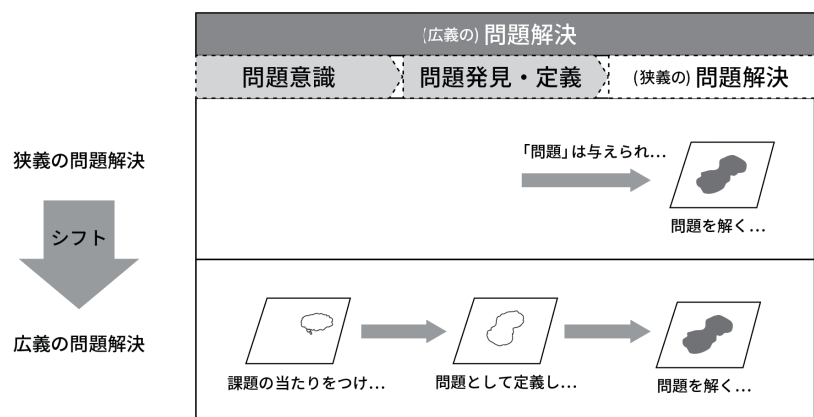 (広義の) 問題解決
問題意識
問題発見・定義
(狭義の) 問題解決
狭義の問題解決
「問題」は与えられ…
問題を解く…
シフト
広義の問題解決
課題の当たりをつけ…
問題として定義し…
問題を解く…